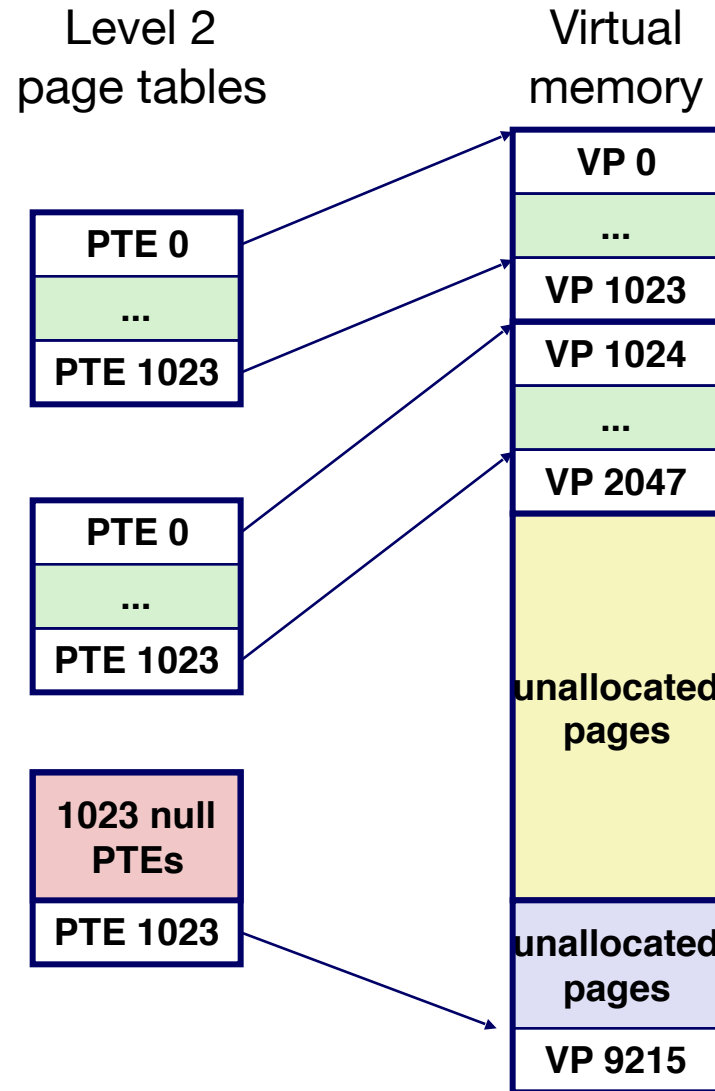 Level 2
page tables
PTE 0
...
PTE 1023
PTE 0
...
PTE 1023
1023 null
PTEs
PTE 1023
Virtual
memory
VP 0
...
VP 1023
VP 1024
...
VP 2047
unallocated
pages
unallocated
pages
VP 9215